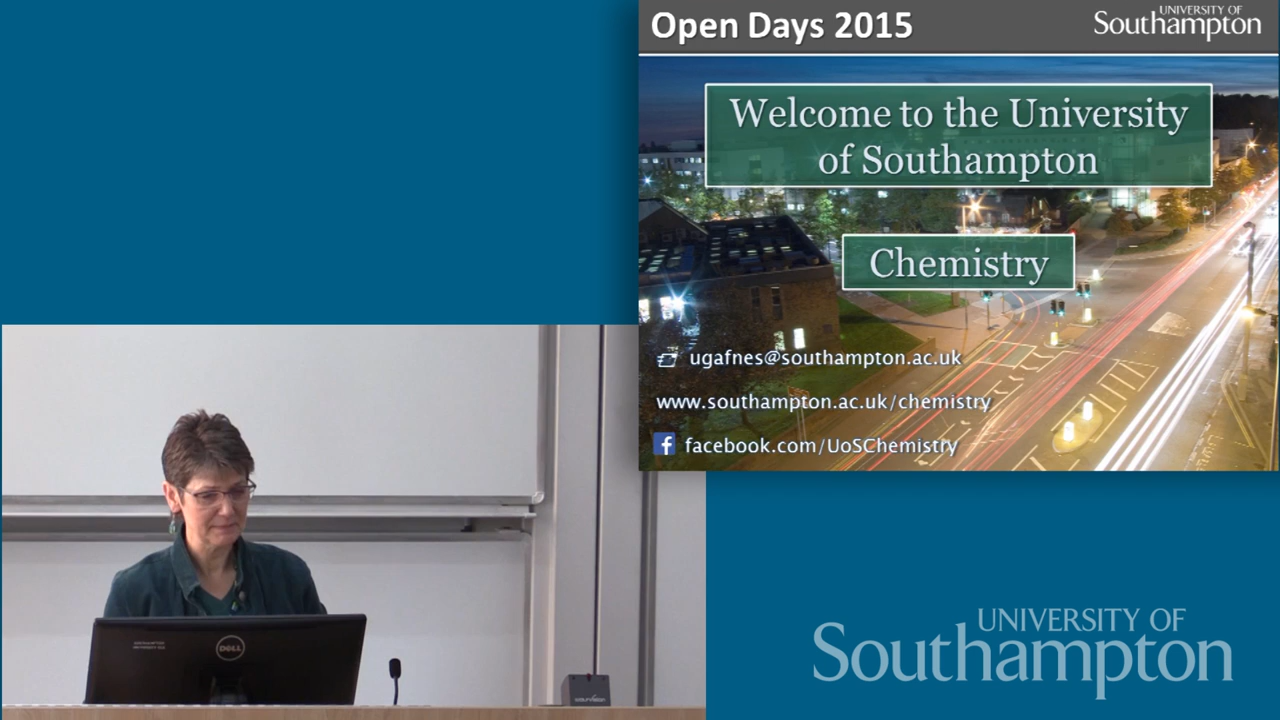 Open Days 2015
UNIVERSITY OF
Southampton
Welcome to the University
of Southampton
Chemistry
ugafnes@southampton.ac.uk
www.southampton.ac.uk/chemistry
facebook.com/UoSChemistry
DELL
UNIVERSITY OF
Southampton